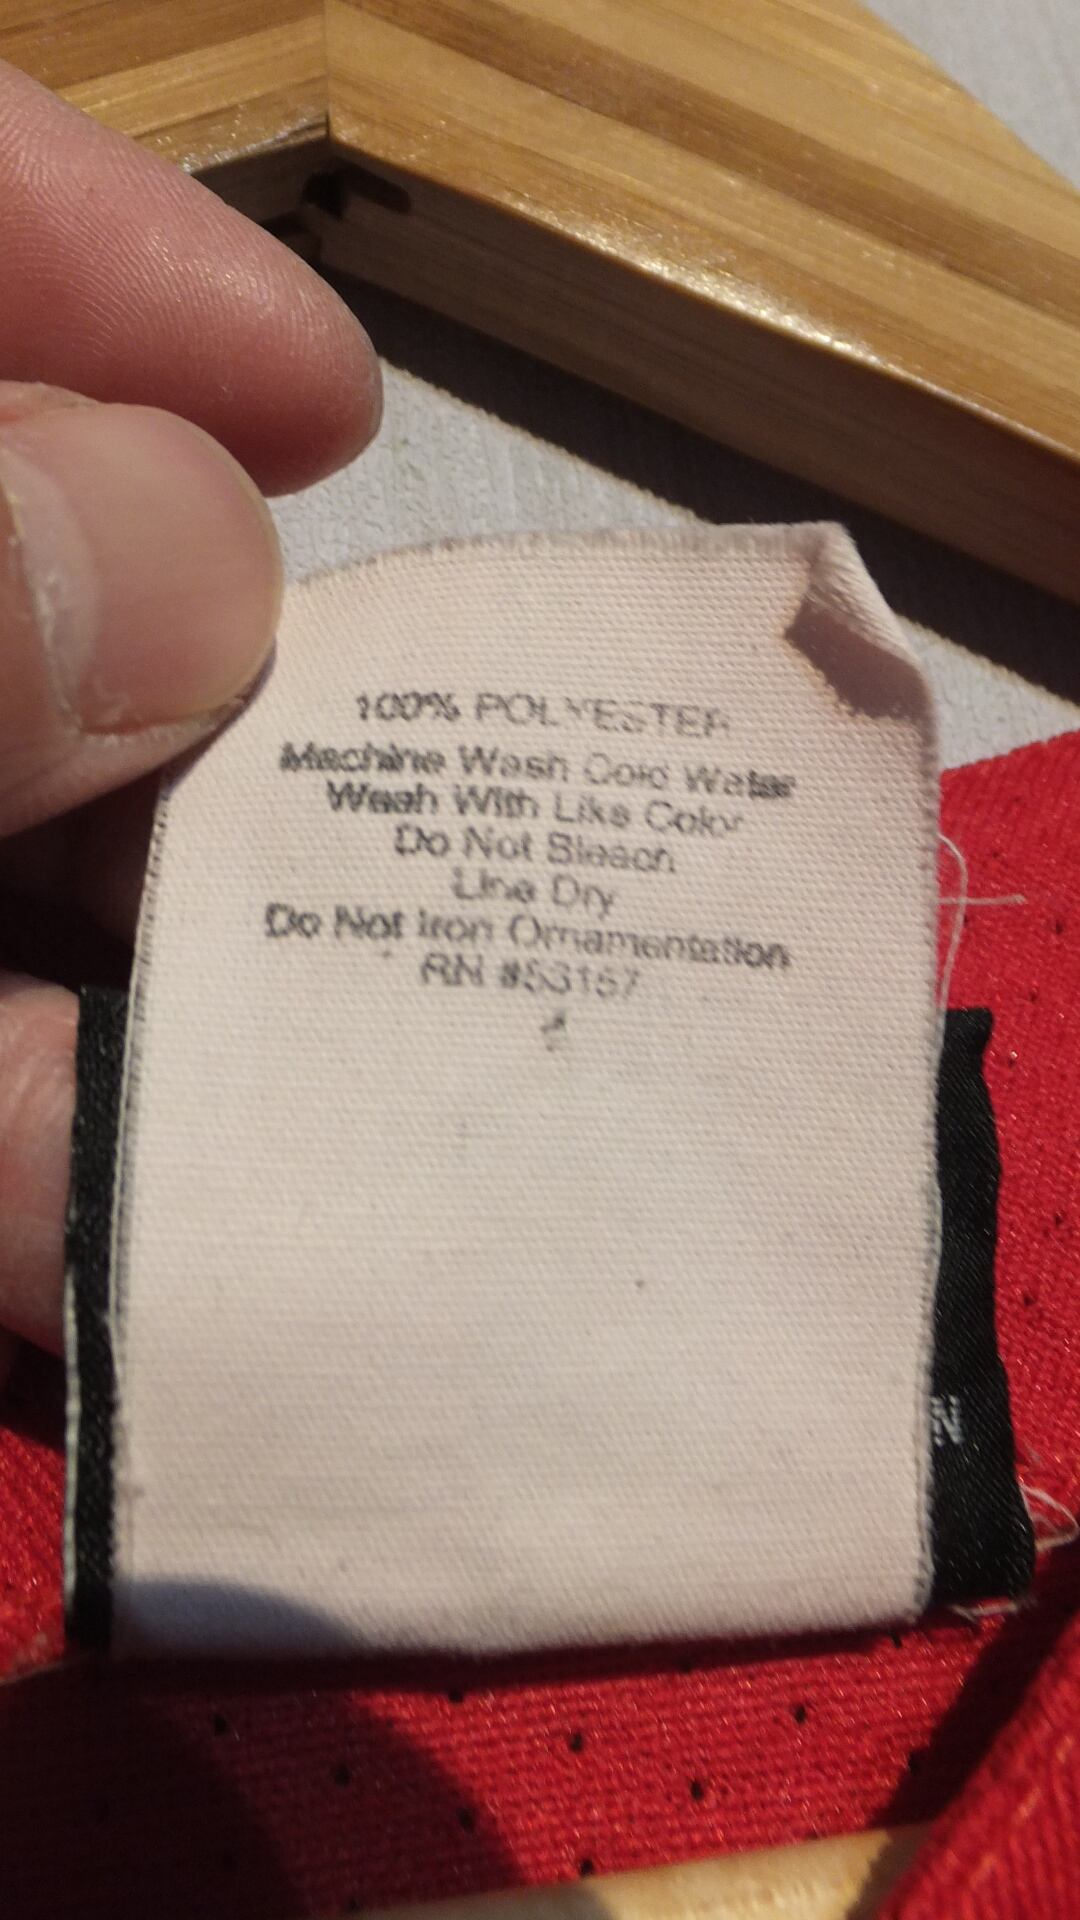 100% POLYESTER
Machine Wash Cold Water
Wash With Like Color
Do Not Bleach
Line Dry
Do Not Iron Ornamentation
RN #53157
N